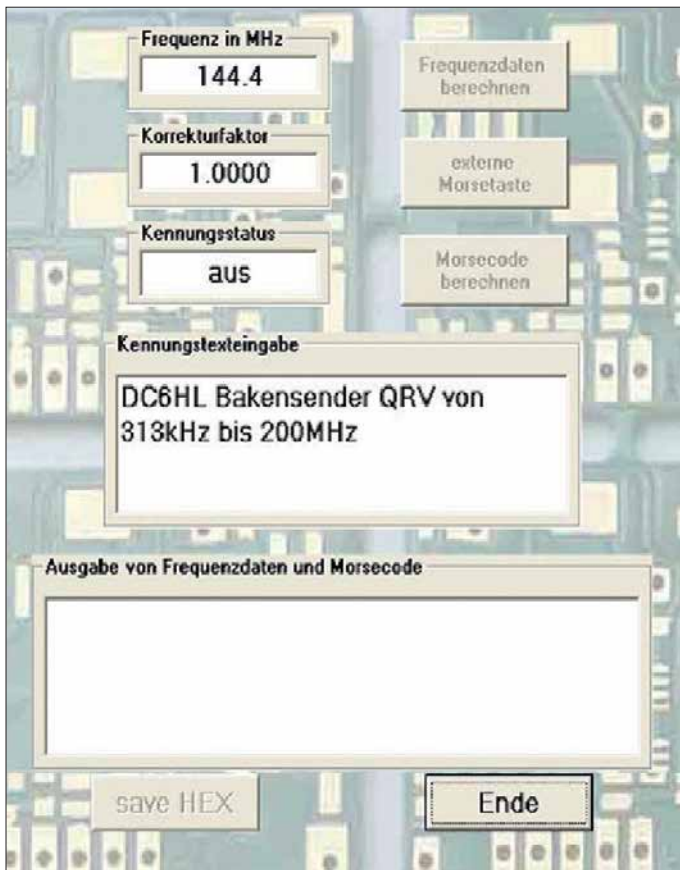 Frequenz in MHz
144.4
Frequenzdaten
berechnen
Korrekturfaktor
1.0000
externe
Morsetaste
Kennungsstatus
aus
Morsecode
berechnen
Kennungstexteingabe
DC6HL Bakensender QRV von
313kHz bis 200MHz
Ausgabe von Frequenzdaten und Morsecode
save HEX
Ende